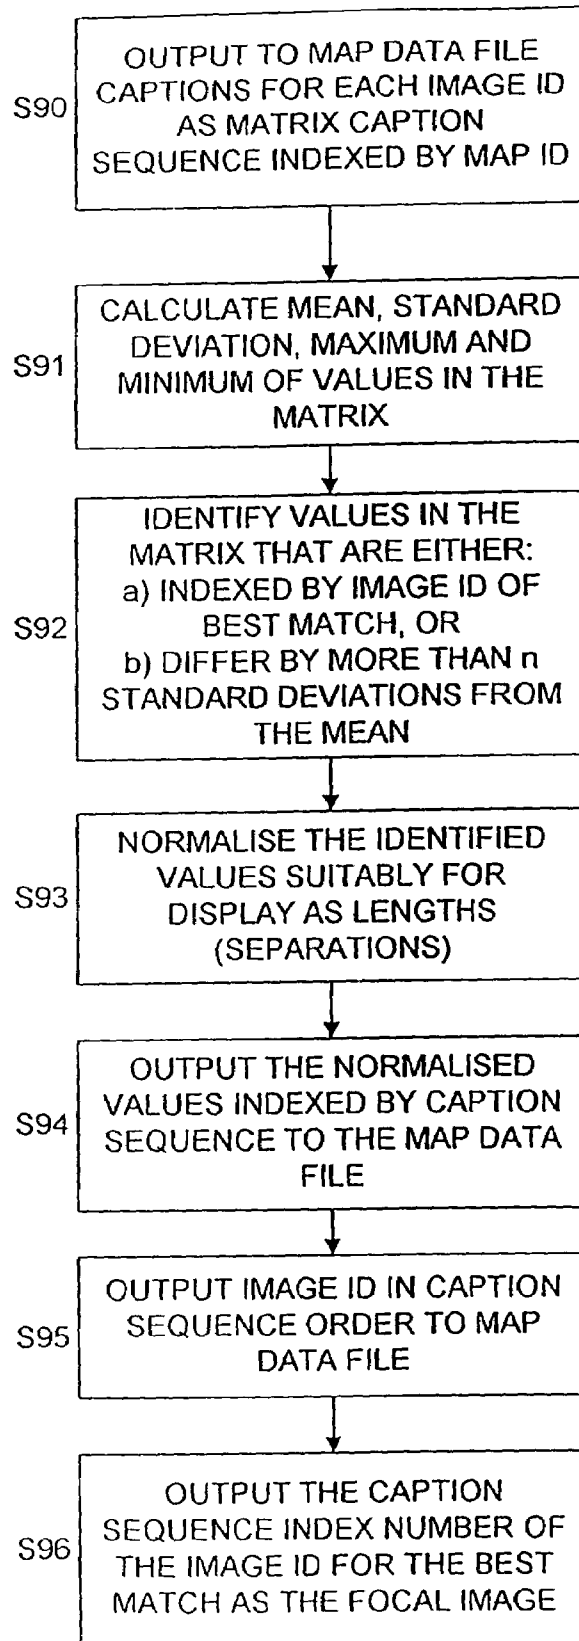 S90
OUTPUT TO MAP DATA FILE
CAPTIONS FOR EACH IMAGE ID
AS MATRIX CAPTION
SEQUENCE INDEXED BY MAP ID
S91
CALCULATE MEAN, STANDARD
DEVIATION, MAXIMUM AND
MINIMUM OF VALUES IN THE
MATRIX
S92
IDENTIFY VALUES IN THE
MATRIX THAT ARE EITHER:
a) INDEXED BY IMAGE ID OF
BEST MATCH, OR
b) DIFFER BY MORE THAN n
STANDARD DEVIATIONS FROM
THE MEAN
S93
NORMALISE THE IDENTIFIED
VALUES SUITABLY FOR
DISPLAY AS LENGTHS
(SEPARATIONS)
S94
OUTPUT THE NORMALISED
VALUES INDEXED BY CAPTION
SEQUENCE TO THE MAP DATA
FILE
S95
OUTPUT IMAGE ID IN CAPTION
SEQUENCE ORDER TO MAP
DATA FILE
S96
OUTPUT THE CAPTION
SEQUENCE INDEX NUMBER OF
THE IMAGE ID FOR THE BEST
MATCH AS THE FOCAL IMAGE